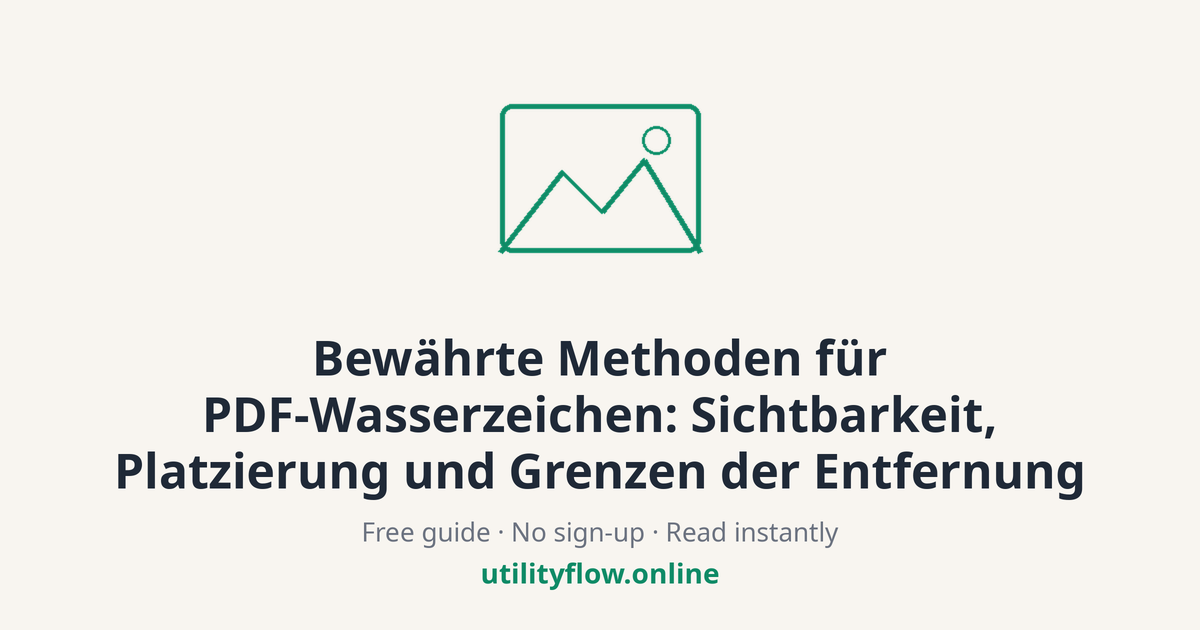 Bewährte Methoden für
PDF-Wasserzeichen: Sichtbarkeit,
Platzierung und Grenzen der Entfernung
Free guide · No sign-up · Read instantly
utilityflow.online